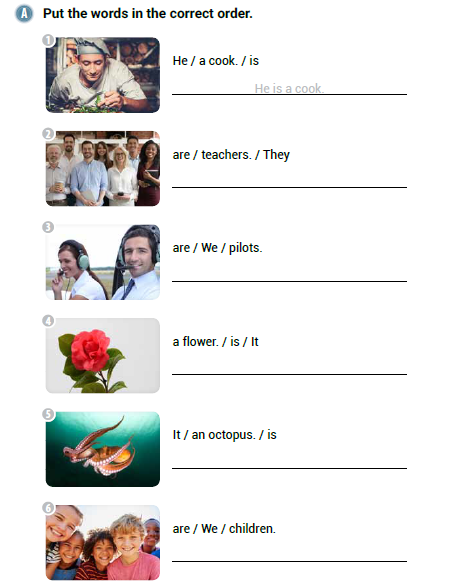 A Put the words in the correct order.
1
He / a cook. / is
He is a cook.
2
are / teachers. / They
3
are / We / pilots.
4
a flower. / is / It
5
It / an octopus. / is
6
are / We / children.